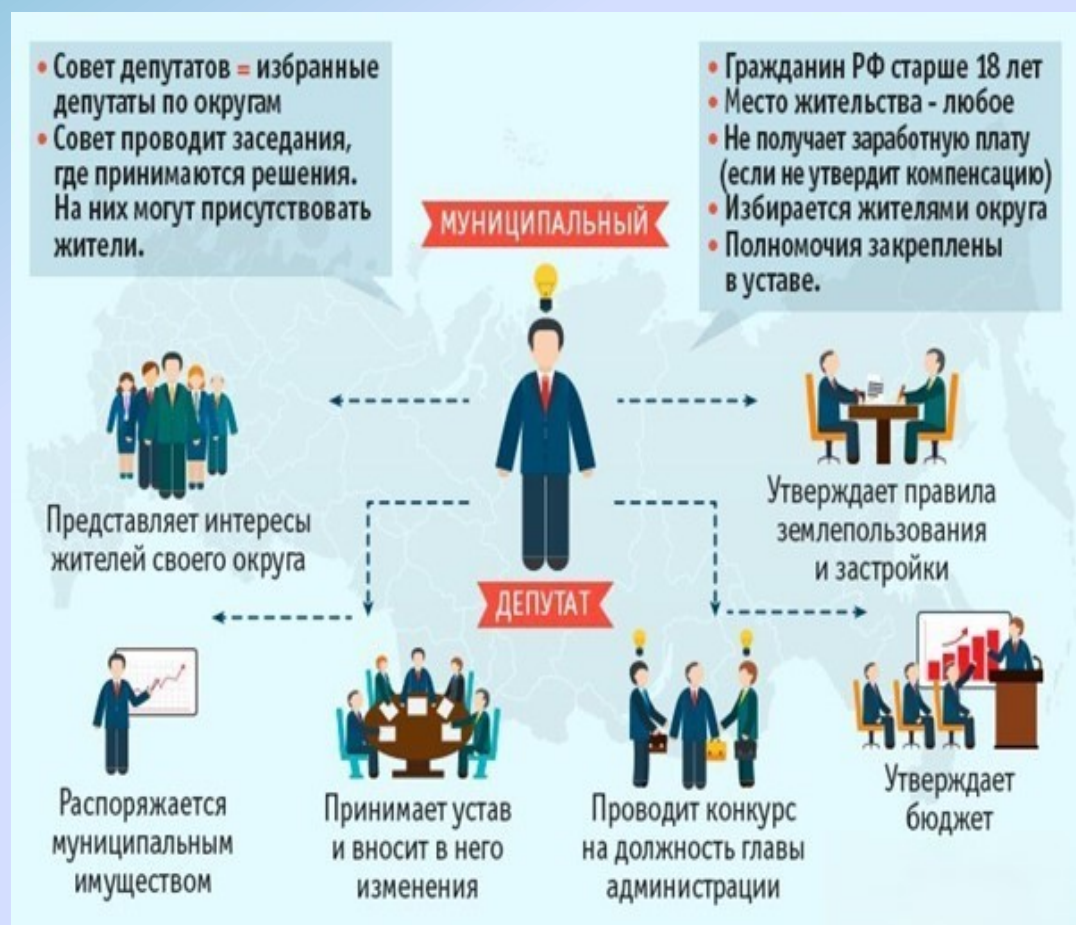 • Совет депутатов = избранные
депутаты по округам
• Совет проводит заседания,
где принимаются решения.
На них могут присутствовать
жители.
• Гражданин РФ старше 18 лет
• Место жительства - любое
• Не получает заработную плату
(если не утвердит компенсацию)
• Избирается жителями округа
• Полномочия закреплены
в уставе.
МУНИЦИПАЛЬНЫЙ
ДЕПУТАТ
Представляет интересы
жителей своего округа
Утверждает правила
землепользования
и застройки
Распоряжается
муниципальным
имуществом
Принимает устав
и вносит в него
изменения
Проводит конкурс
на должность главы
администрации
Утверждает
бюджет